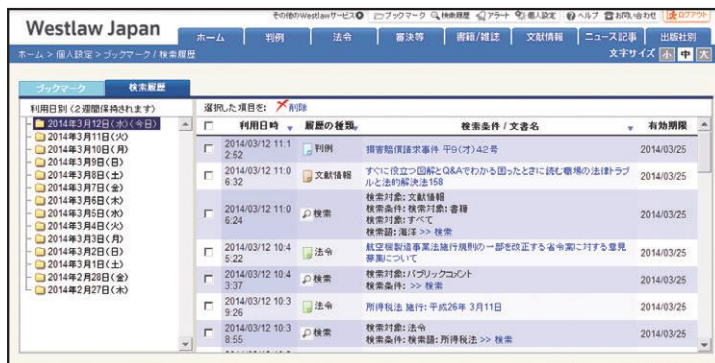 その他のWestlawサービス ブックマーク 検索履歴 アラート 個人設定 ヘルプ お問い合わせ ログアウト
Westlaw Japan
ホーム 判例 法令 審決等 書籍/雑誌 文献情報 ニュース記事 出版社別
ホーム > 個人設定 > ブックマーク / 検索履歴
文字サイズ 小 中 大
ブックマーク 検索履歴
利用日別 (2週間保持されます)
2014年3月12日(水)(今日)
2014年3月11日(火)
2014年3月10日(月)
2014年3月9日(日)
2014年3月8日(土)
2014年3月7日(金)
2014年3月6日(木)
2014年3月5日(水)
2014年3月4日(火)
2014年3月3日(月)
2014年3月2日(日)
2014年3月1日(土)
2014年2月28日(金)
2014年2月27日(木)
選択した項目を: 削除
利用日時 履歴の種類 検索条件 / 文書名 有効期限
2014/03/12 11:1
2:52
判例
損害賠償請求事件 平9(オ)42号
2014/03/25
2014/03/12 11:0
6:32
文献情報
すぐに役立つ図解とQ&Aでわかる困ったときに読む職場の法律トラブ
ルと法的解決法158
2014/03/25
2014/03/12 11:0
6:24
検索
検索対象: 文献情報
検索条件: 検索対象: 書籍
検索対象: すべて
検索語: 海洋 >> 検索
2014/03/25
2014/03/12 10:4
5:22
法令
航空機製造事業法施行規則の一部を改正する省令案に対する意見
募集について
2014/03/25
2014/03/12 10:4
3:37
検索
検索対象: パブリックコメント
検索条件: >> 検索
2014/03/25
2014/03/12 10:3
9:26
法令
所得税法 施行: 平成26年 3月11日
2014/03/25
2014/03/12 10:3
8:55
検索
検索対象: 法令
検索条件: 検索語: 所得税法 >> 検索
2014/03/25